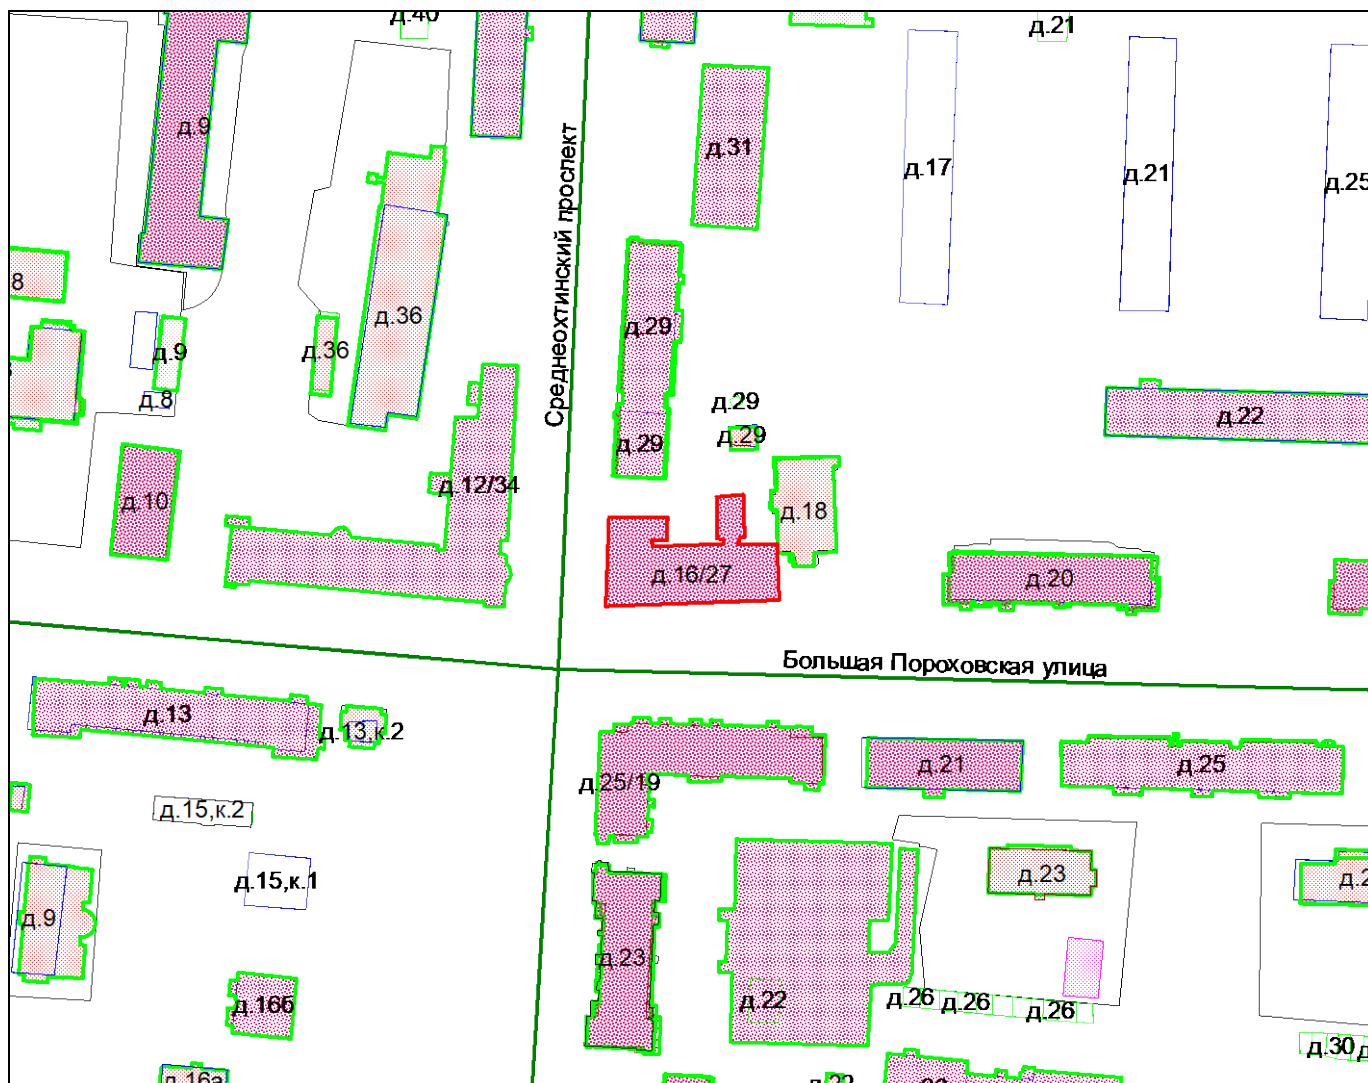 д.40
д.21
д.9
д.31
д.17
д.21
д.25
Среднеохтинский проспект
8
д.36
д.29
д.9
д.36
д.8
д.29
д.22
д.29
д.29
д.10
д.12/34
д.18
д.16/27
д.20
Большая Пороховская улица
д.13
д.13,к.2
д.21
д.25
д.25/19
д.15,к.2
д.15,к.1
д.23
д.9
д.23
д.16б
д.22
д.26
д.26
д.26
д.30
д.16а